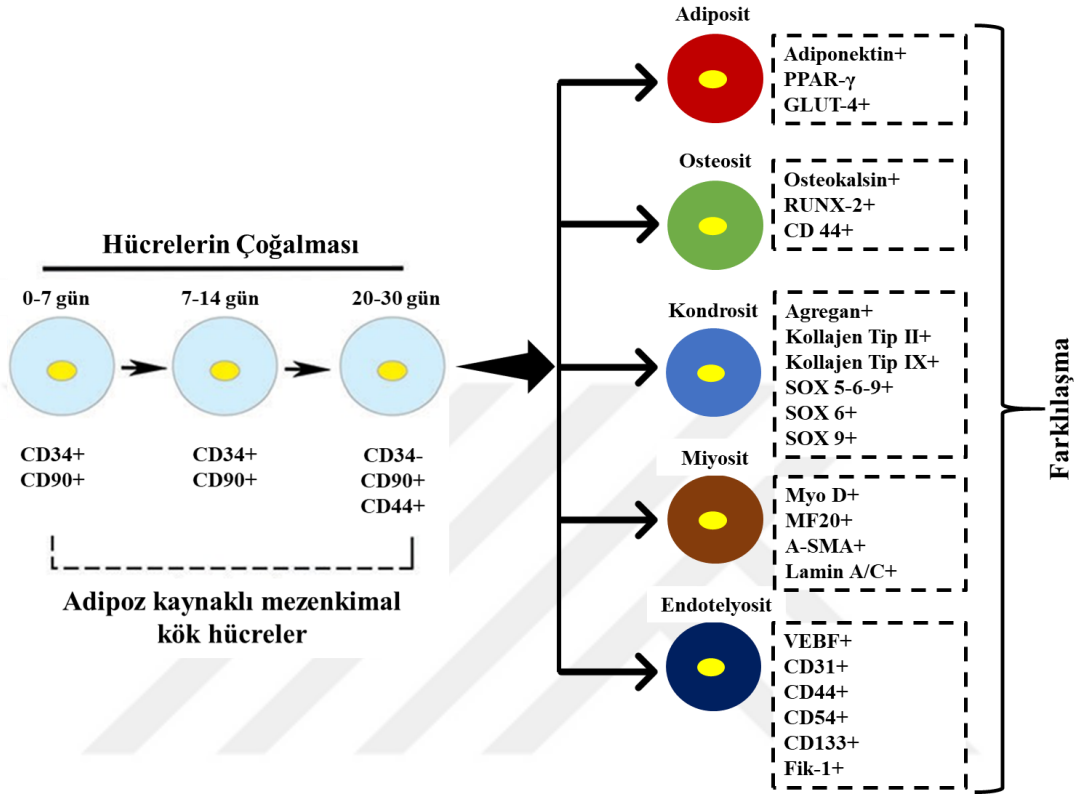 Hücrelerin Çoğalması
0-7 gün
7-14 gün
20-30 gün
CD34+
CD90+
CD34+
CD90+
CD34-
CD90+
CD44+
Adipoz kaynaklı mezenkimal
kök hücreler
Adiposit
Adiponektin+
PPAR-γ
GLUT-4+
Osteosit
Osteokalsin+
RUNX-2+
CD 44+
Kondrosit
Agregan+
Kollajen Tip II+
Kollajen Tip IX+
SOX 5-6-9+
SOX 6+
SOX 9+
Miyosit
Myo D+
MF20+
A-SMA+
Lamin A/C+
Endotelyosit
VEBF+
CD31+
CD44+
CD54+
CD133+
Fik-1+
Farklılaşma